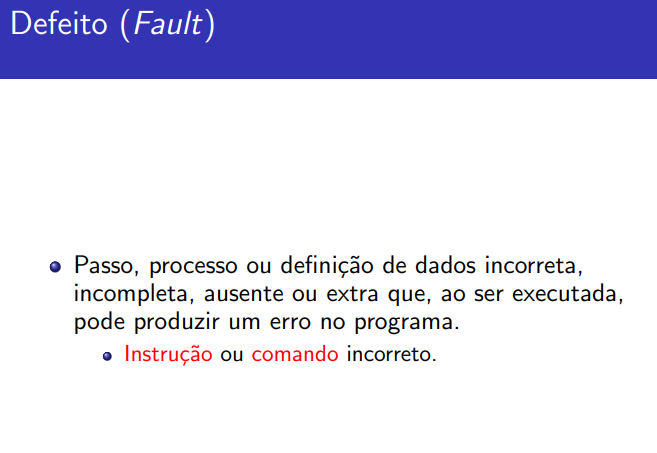 Defeito (Fault)
Passo, processo ou definição de dados incorreta,
incompleta, ausente ou extra que, ao ser executada,
pode produzir um erro no programa.
Instrução ou comando incorreto.